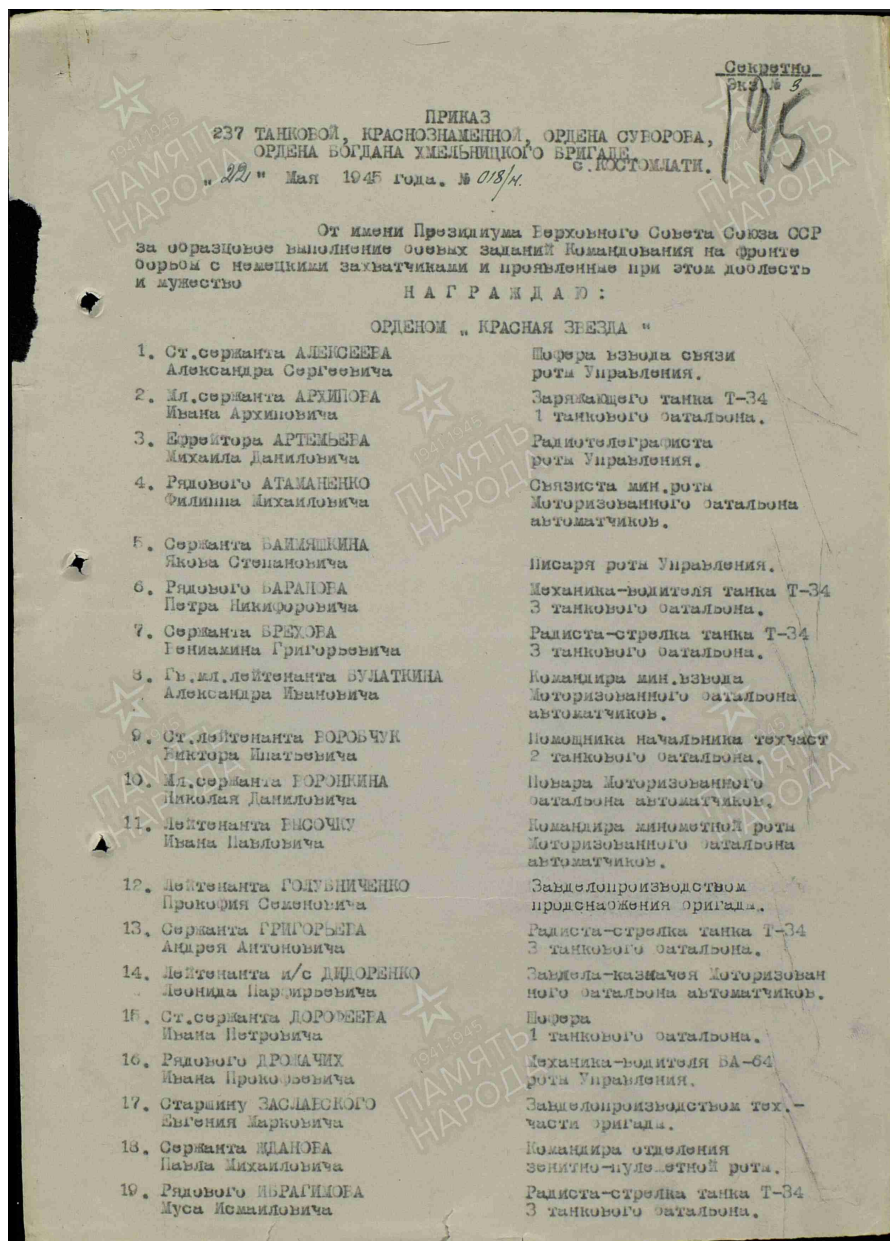 Секретно
Экз.№ 3
195
ПРИКАЗ
237 ТАНКОВОЙ, КРАСНОЗНАМЕННОЙ, ОРДЕНА СУВОРОВА,
ОРДЕНА БОГДАНА ХМЕЛЬНИЦКОГО БРИГАДЕ
с.КОСТОМЛАТИ.
"22" Мая 1945 года. № 018/н.
От имени Президиума Верховного Совета Союза ССР
за образцовое выполнение боевых заданий Командования на фронте
борьбы с немецкими захватчиками и проявленные при этом доблесть
и мужество
НАГРАЖДАЮ:
ОРДЕНОМ „ КРАСНАЯ ЗВЕЗДА "
1. Ст.сержанта АЛЕКСЕЕВА Шофера взвода связи
Александра Сергеевича роты Управления.
2. Мл.сержанта АРХИПОВА Заряжающего танка Т-34
Ивана Архиповича 1 танкового батальона.
3. Ефрейтора АРТЕМЬЕВА Радиотелеграфиста
Михаила Даниловича роты Управления.
4. Рядового АТАМАНЕНКО Связиста мин.роты
Филиппа Михайловича Моторизованного батальона
автоматчиков.
5. Сержанта БАЙМЯШКИНА
Якова Степановича Писаря роты Управления.
6. Рядового БАРАНОВА Механика-водителя танка Т-34
Петра Никифоровича 3 танкового батальона.
7. Сержанта БРЕХОВА Радиста-стрелка танка Т-34
Вениамина Григорьевича 3 танкового батальона.
8. Гв.мл.лейтенанта БУЛАТКИНА Командира мин.взвода
Александра Ивановича Моторизованного батальона
автоматчиков.
9. Ст.лейтенанта ВОРОБЧУК Помощника начальника техчаст
Виктора Ипатьевича 2 танкового батальона.
10. Мл.сержанта ВОРОНКИНА Повара Моторизованного
Николая Даниловича батальона автоматчиков.
11. Лейтенанта ВЫСОЧКУ Командира минометной роты
Ивана Павловича Моторизованного батальона
автоматчиков.
12. Лейтенанта ГОЛУБНИЧЕНКО Завделопроизводством
Прокофия Семеновича продснабжения бригады.
13. Сержанта ГРИГОРЬЕВА Радиста-стрелка танка Т-34
Андрея Антоновича 3 танкового батальона.
14. Лейтенанта и/с ДИДОРЕНКО Завдела-казначея Моторизован
Леонида Парфирьевича ного батальона автоматчиков.
15. Ст.сержанта ДОРОФЕЕВА Шофера
Ивана Петровича 1 танкового батальона.
16. Рядового ДРОЖАЧИХ Механика-водителя БА-64
Ивана Прокофьевича роты Управления.
17. Старшину ЗАСЛАВСКОГО Завделопроизводством тех.-
Евгения Марковича части бригады.
18. Сержанта ЖДАНОВА Командира отделения
Павла Михайловича зенитно-пулеметной роты.
19. Рядового ИБРАГИМОВА Радиста-стрелка танка Т-34
Муса Исмаиловича 3 танкового батальона.
ПАМЯТЬ НАРОДА
1941-1945